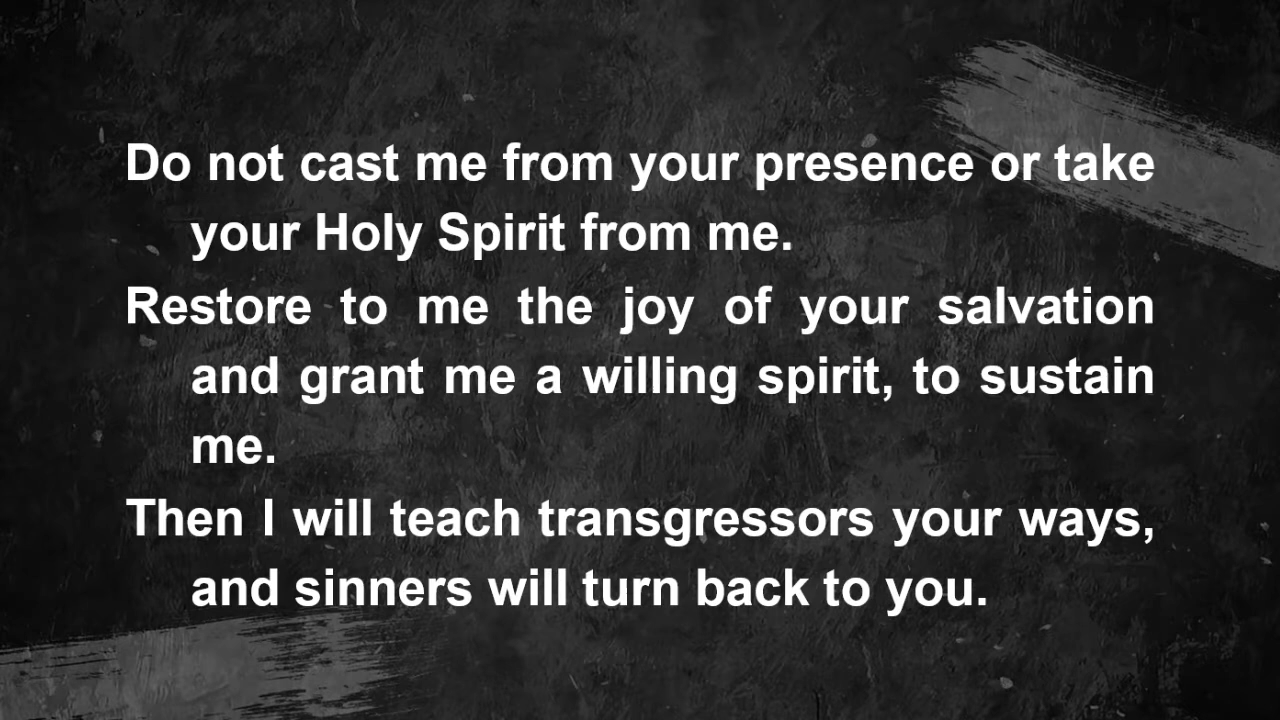 Do not cast me from your presence or take
your Holy Spirit from me.
Restore to me the joy of your salvation
and grant me a willing spirit, to sustain
me.
Then I will teach transgressors your ways,
and sinners will turn back to you.